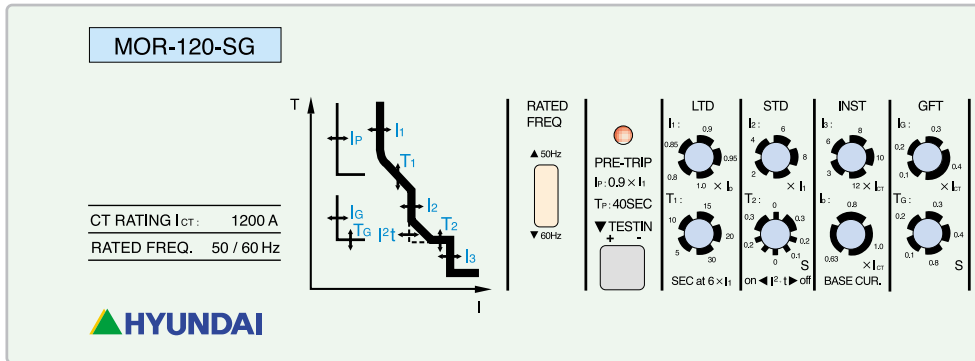 MOR-120-SG
CT RATING ICT: 1200 A
RATED FREQ. 50 / 60 Hz
HYUNDAI
T
IP
I1
T1
IG
TG
I2
I²t
T2
I3
I
RATED FREQ
▲ 50Hz
▼ 60Hz
PRE-TRIP
IP: 0.9 × I1
TP: 40SEC
▼ TESTIN
+ -
LTD
I1:
0.8 0.85 0.9 0.95 1.0
× Io
T1:
5 10 15 20 30
SEC at 6 × I1
STD
I2:
2 4 6 8
× I1
T2:
0.1 0.2 0.3 0 0.3 0.2 0.1 0
S
on ◀ I²·t ▶ off
INST
I3:
3 6 8 10 12
× ICT
Io:
0.63 0.8 1.0
× ICT
BASE CUR.
GFT
IG:
0.1 0.2 0.3 0.4
× ICT
TG:
0.1 0.2 0.3 0.4 0.8
S